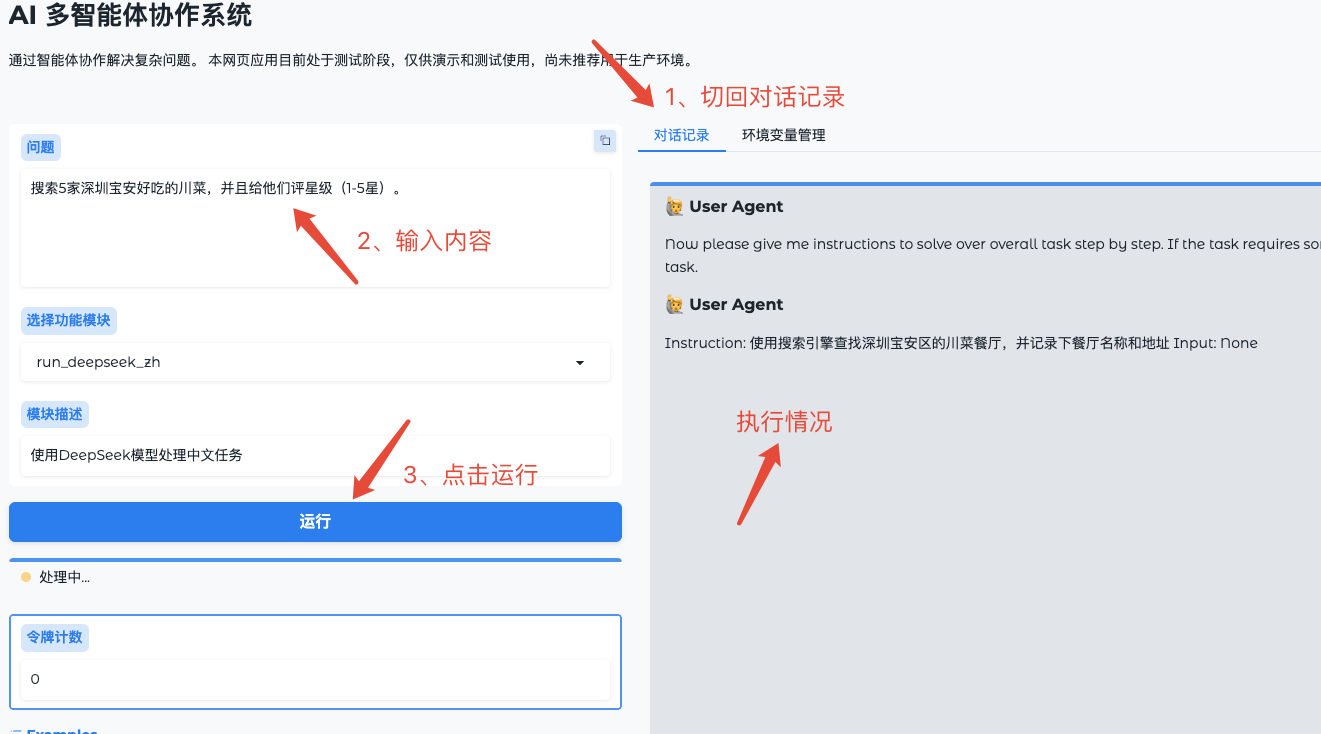 AI 多智能体协作系统
通过智能体协作解决复杂问题。 本网页应用目前处于测试阶段，仅供演示和测试使用，尚未推荐用于生产环境。
1、切回对话记录
对话记录 环境变量管理
问题
搜索5家深圳宝安好吃的川菜，并且给他们评星级（1-5星）。
2、输入内容
选择功能模块
run_deepseek_zh
模块描述
使用DeepSeek模型处理中文任务
3、点击运行
运行
处理中...
令牌计数
0
Examples
User Agent
Now please give me instructions to solve over overall task step by step. If the task requires
task.
User Agent
Instruction: 使用搜索引擎查找深圳宝安区的川菜餐厅，并记录下餐厅名称和地址 Input: None
执行情况